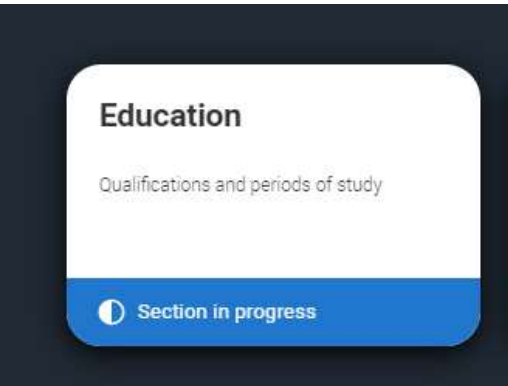 Education
Qualifications and periods of study
Section in progress